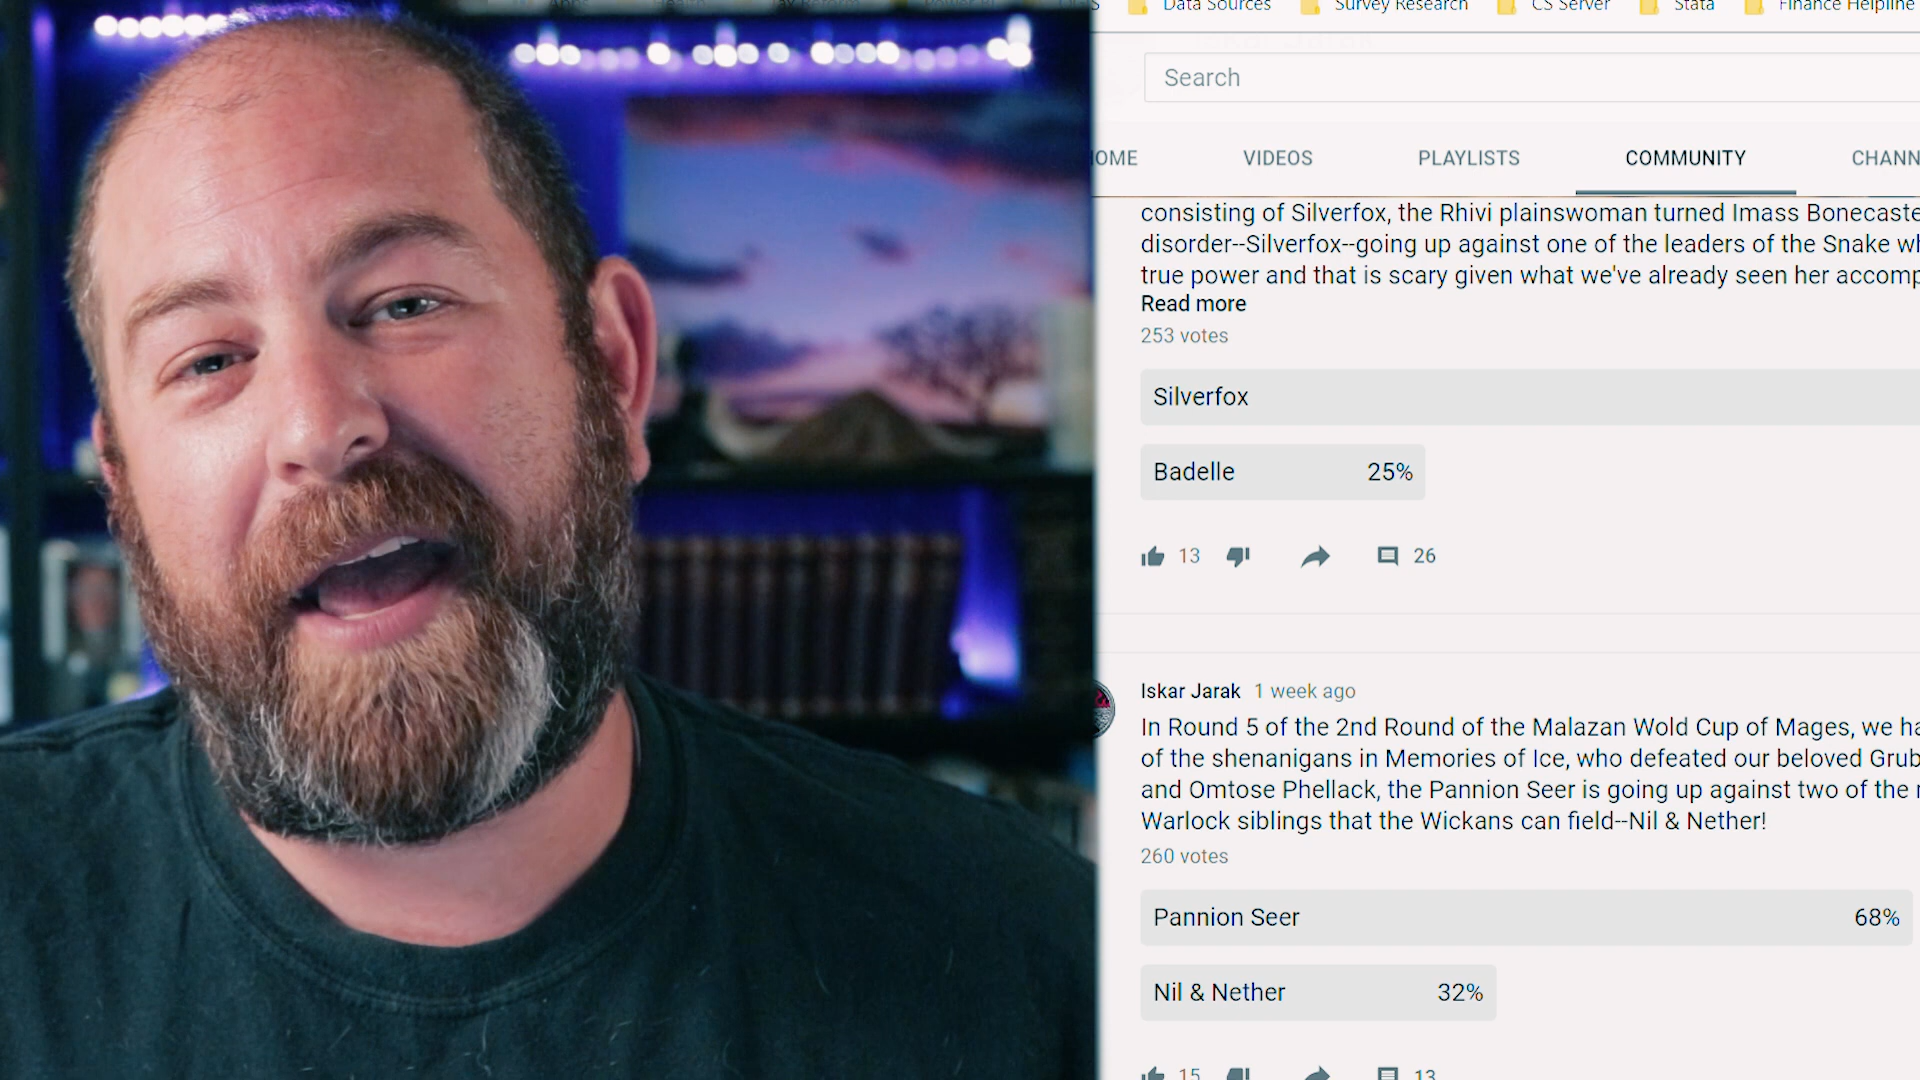 Data Sources
Survey Research
CS Server
Stata
Finance Helpline
Search
OME
VIDEOS
PLAYLISTS
COMMUNITY
CHANN
consisting of Silverfox, the Rhivi plainswoman turned Imass Bonecaste
disorder--Silverfox--going up against one of the leaders of the Snake wh
true power and that is scary given what we've already seen her accomp
Read more
253 votes
Silverfox
Badelle 25%
13 26
Iskar Jarak 1 week ago
In Round 5 of the 2nd Round of the Malazan Wold Cup of Mages, we ha
of the shenanigans in Memories of Ice, who defeated our beloved Grub
and Omtose Phellack, the Pannion Seer is going up against two of the
Warlock siblings that the Wickans can field--Nil & Nether!
260 votes
Pannion Seer 68%
Nil & Nether 32%
15 13